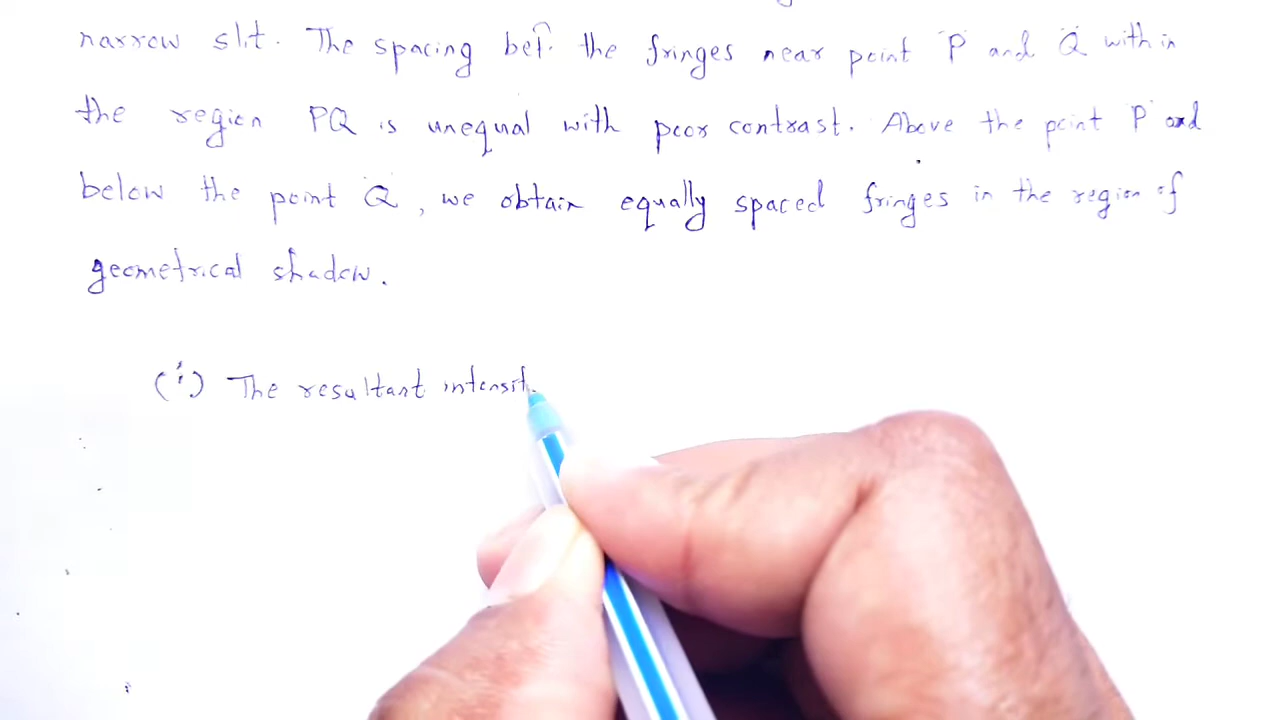 narrow slit. The spacing bet. the fringes near point P and Q within
the region PQ is unequal with poor contrast. Above the point P and
below the point Q, we obtain equally spaced fringes in the region of
geometrical shadow.
(i) The resultant intensit